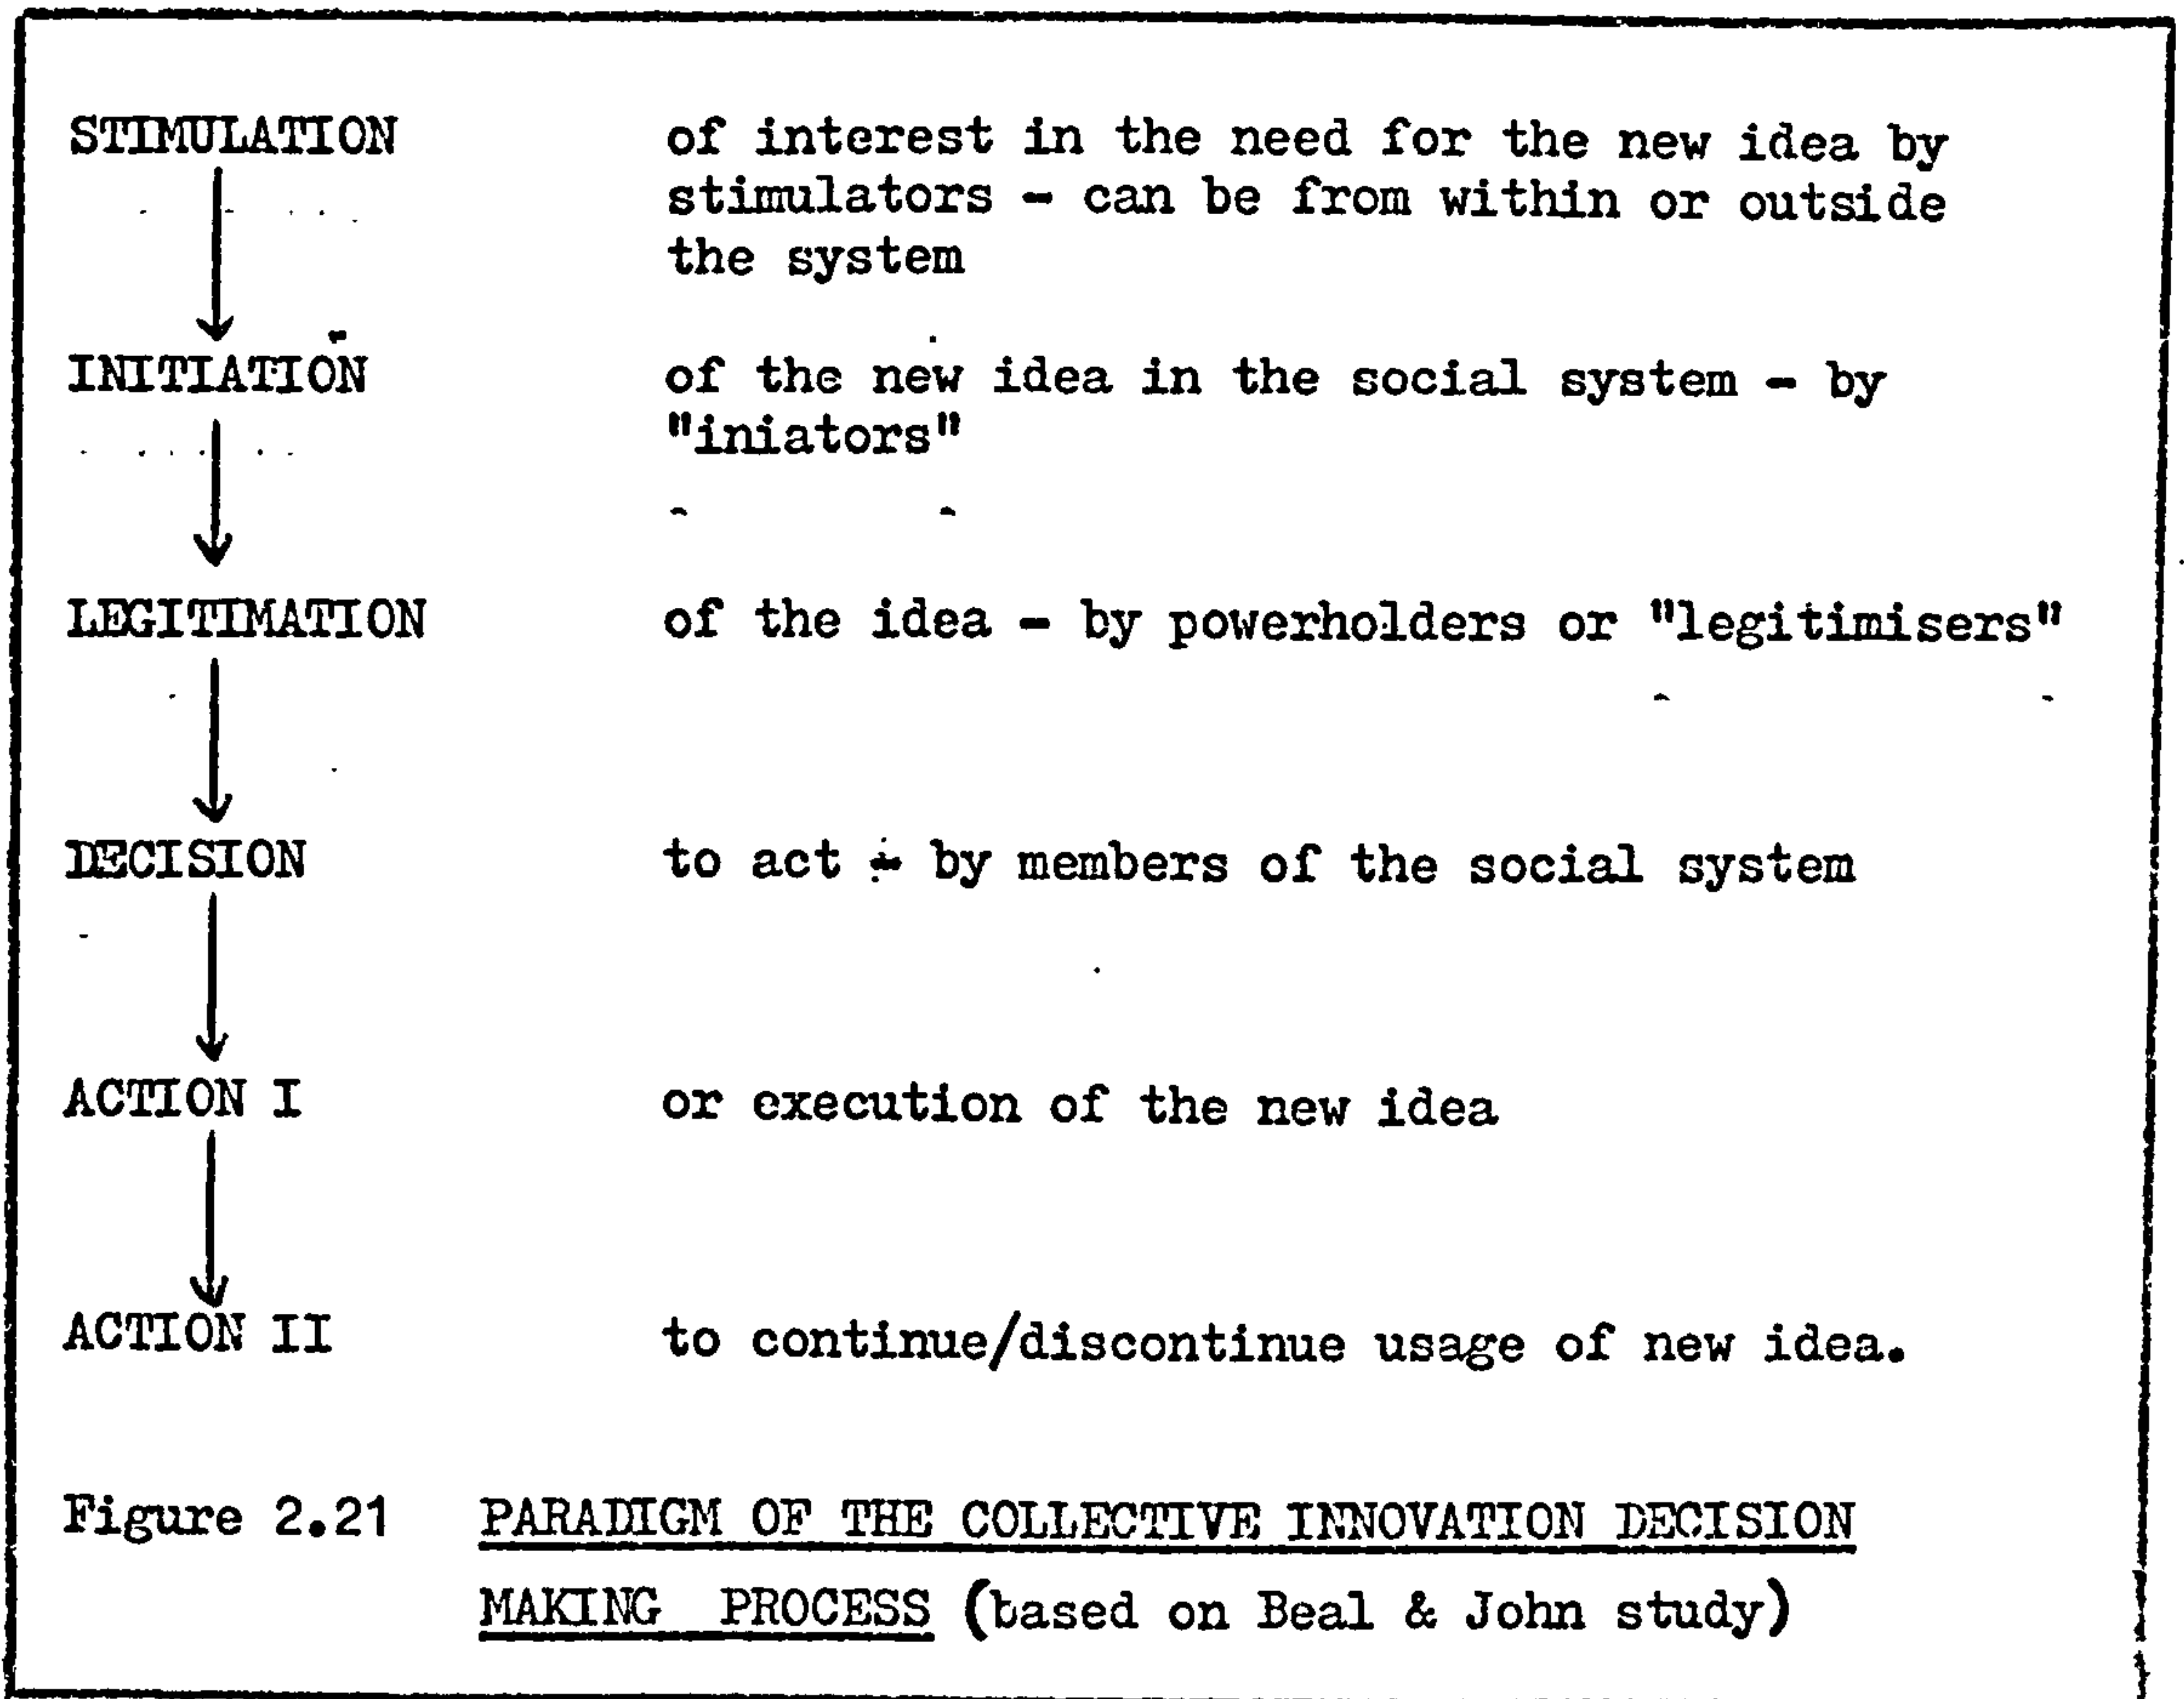 STIMULATION of interest in the need for the new idea by
stimulators - can be from within or outside
the system
INITIATION of the new idea in the social system - by
"iniators"
LEGITIMATION of the idea - by powerholders or "legitimisers"
DECISION to act - by members of the social system
ACTION I or execution of the new idea
ACTION II to continue/discontinue usage of new idea.
Figure 2.21 PARADIGM OF THE COLLECTIVE INNOVATION DECISION
MAKING PROCESS (based on Beal & John study)